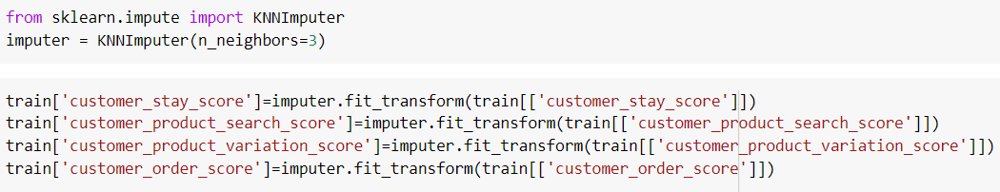 from sklearn.impute import KNNImputer
imputer = KNNImputer(n_neighbors=3)
train['customer_stay_score']=imputer.fit_transform(train[['customer_stay_score']])
train['customer_product_search_score']=imputer.fit_transform(train[['customer_product_search_score']])
train['customer_product_variation_score']=imputer.fit_transform(train[['customer_product_variation_score']])
train['customer_order_score']=imputer.fit_transform(train[['customer_order_score']])